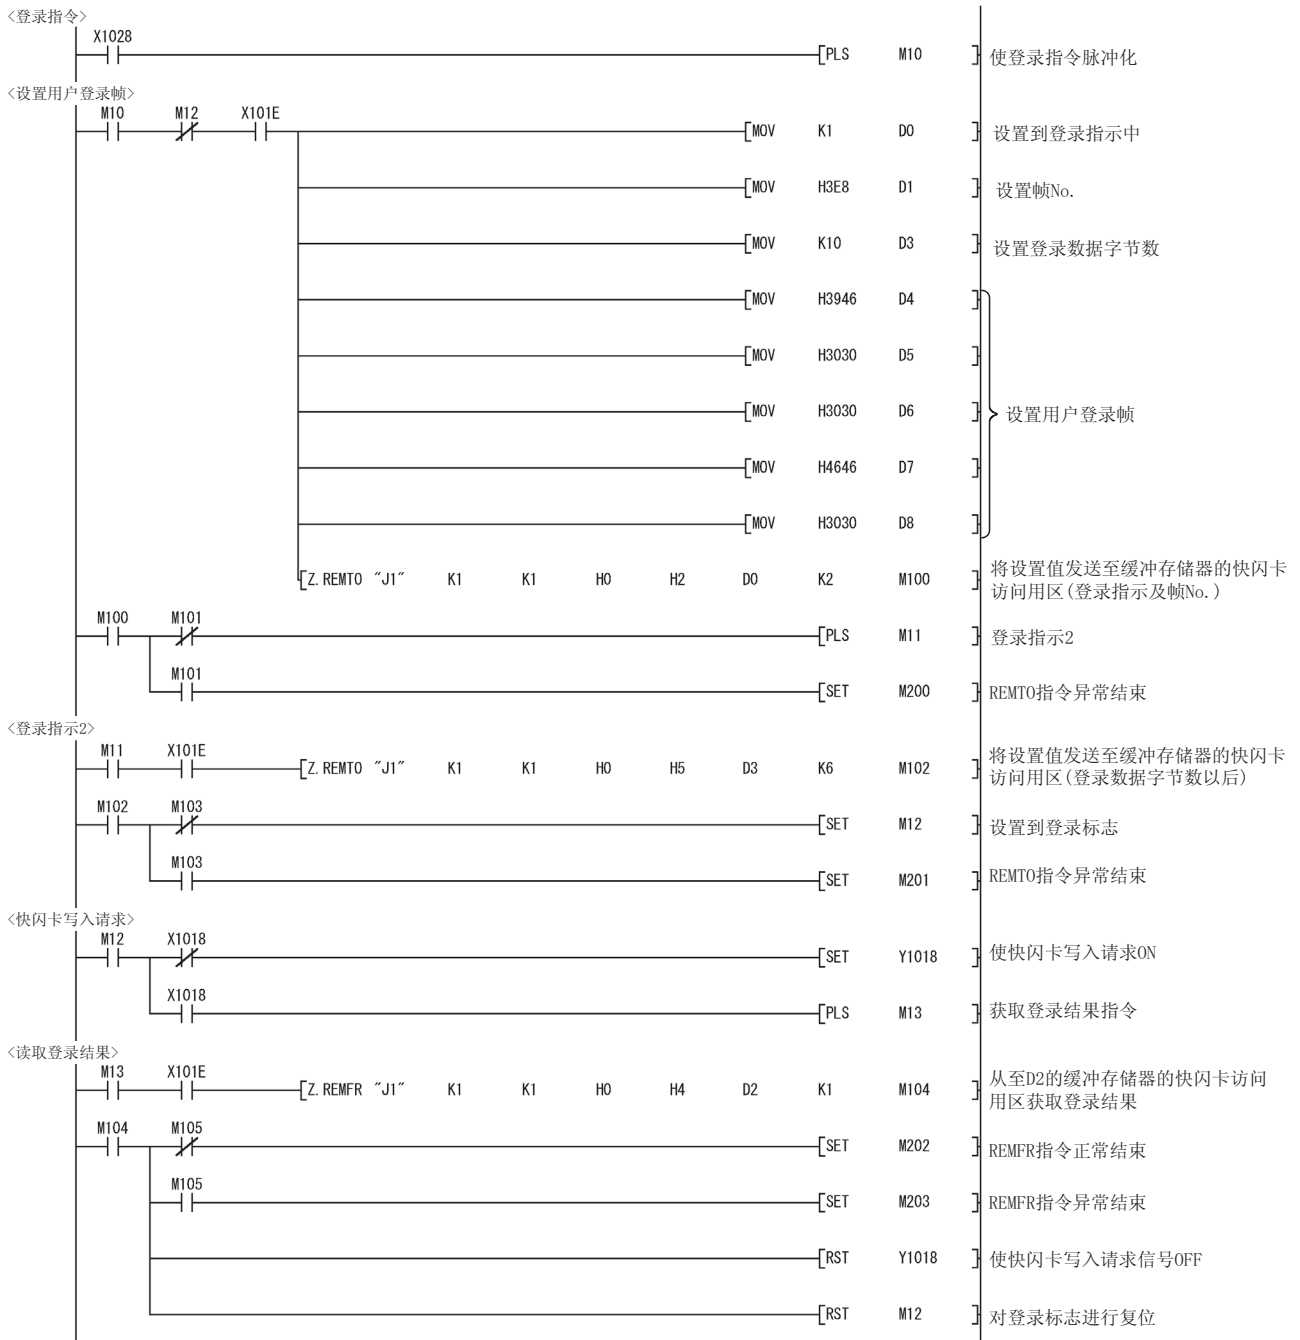 <登录指令>
X1028
PLS M10 使登录指令脉冲化
<设置用户登录帧>
M10 M12 X101E
MOV K1 D0 设置到登录指示中
MOV H3E8 D1 设置帧No.
MOV K10 D3 设置登录数据字节数
MOV H3946 D4
MOV H3030 D5
MOV H3030 D6
设置用户登录帧
MOV H4646 D7
MOV H3030 D8
Z.REMTO "J1" K1 K1 H0 H2 D0 K2 M100
将设置值发送至缓冲存储器的快闪卡
访问用区(登录指示及帧No.)
M100 M101
PLS M11 登录指示2
M101
SET M200 REMTO指令异常结束
<登录指示2>
M11 X101E
Z.REMTO "J1" K1 K1 H0 H5 D3 K6 M102
将设置值发送至缓冲存储器的快闪卡
访问用区(登录数据字节数以后)
M102 M103
SET M12 设置到登录标志
M103
SET M201 REMTO指令异常结束
<快闪卡写入请求>
M12 X1018
SET Y1018 使快闪卡写入请求ON
X1018
PLS M13 获取登录结果指令
<读取登录结果>
M13 X101E
Z.REMFR "J1" K1 K1 H0 H4 D2 K1 M104
从至D2的缓冲存储器的快闪卡访问
用区获取登录结果
M104 M105
SET M202 REMFR指令正常结束
M105
SET M203 REMFR指令异常结束
RST Y1018 使快闪卡写入请求信号OFF
RST M12 对登录标志进行复位